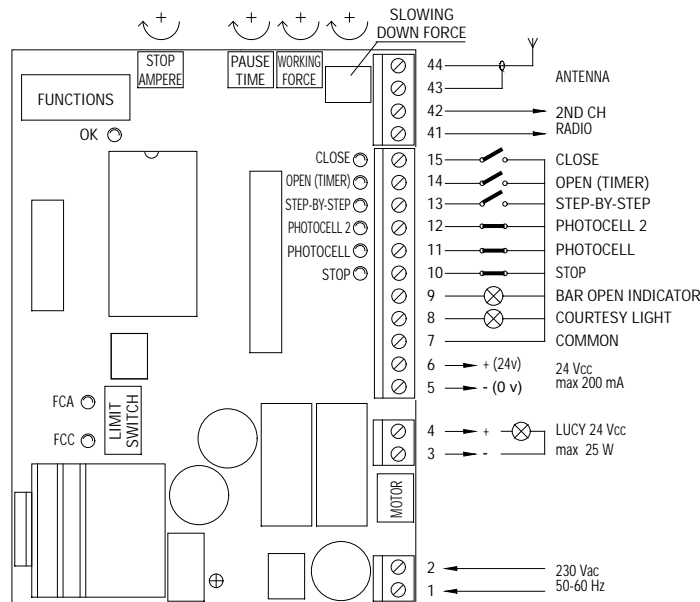 SLOWING
DOWN FORCE
+ + +
STOP
AMPERE
PAUSE
TIME
WORKING
FORCE
FUNCTIONS
OK
44
43
ANTENNA
42
41
2ND CH
RADIO
CLOSE 15 CLOSE
OPEN (TIMER) 14 OPEN (TIMER)
STEP-BY-STEP 13 STEP-BY-STEP
PHOTOCELL 2 12 PHOTOCELL 2
PHOTOCELL 11 PHOTOCELL
STOP 10 STOP
9 BAR OPEN INDICATOR
8 COURTESY LIGHT
7 COMMON
6 + (24v)
5 - (0 v)
24 Vcc
max 200 mA
FCA
FCC
LIMIT
SWITCH
4 + LUCY 24 Vcc
3 - max 25 W
MOTOR
2
1
230 Vac
50-60 Hz